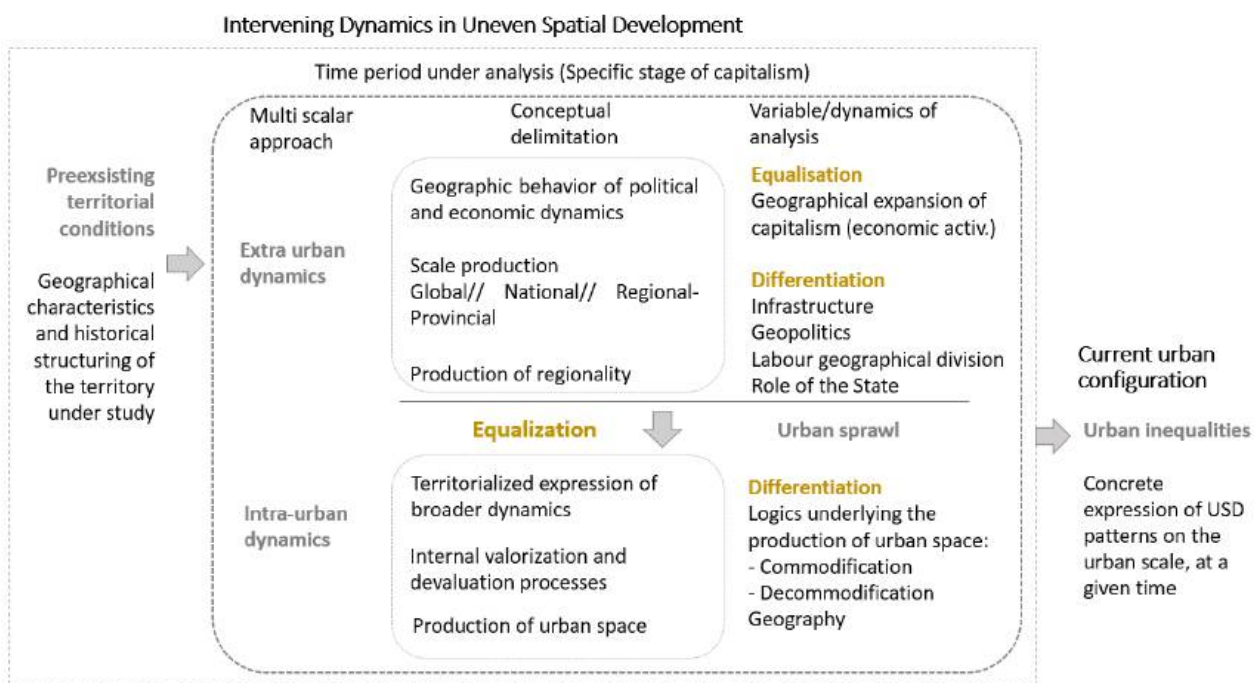 Intervening Dynamics in Uneven Spatial Development
Time period under analysis (Specific stage of capitalism)
Multi scalar
approach
Conceptual
delimitation
Variable/dynamics of
analysis
Preexsisting
territorial
conditions
Geographical
characteristics
and historical
structuring of
the territory
under study
Extra urban
dynamics
Geographic behavior of political
and economic dynamics
Scale production
Global// National// Regional-
Provincial
Production of regionality
Equalisation
Geographical expansion of
capitalism (economic activ.)
Differentiation
Infrastructure
Geopolitics
Labour geographical division
Role of the State
Equalization
Urban sprawl
Intra-urban
dynamics
Territorialized expression of
broader dynamics
Internal valorization and
devaluation processes
Production of urban space
Differentiation
Logics underlying the
production of urban space:
- Commodification
- Decommodification
Geography
Current urban
configuration
Urban inequalities
Concrete
expression of USD
patterns on the
urban scale, at a
given time